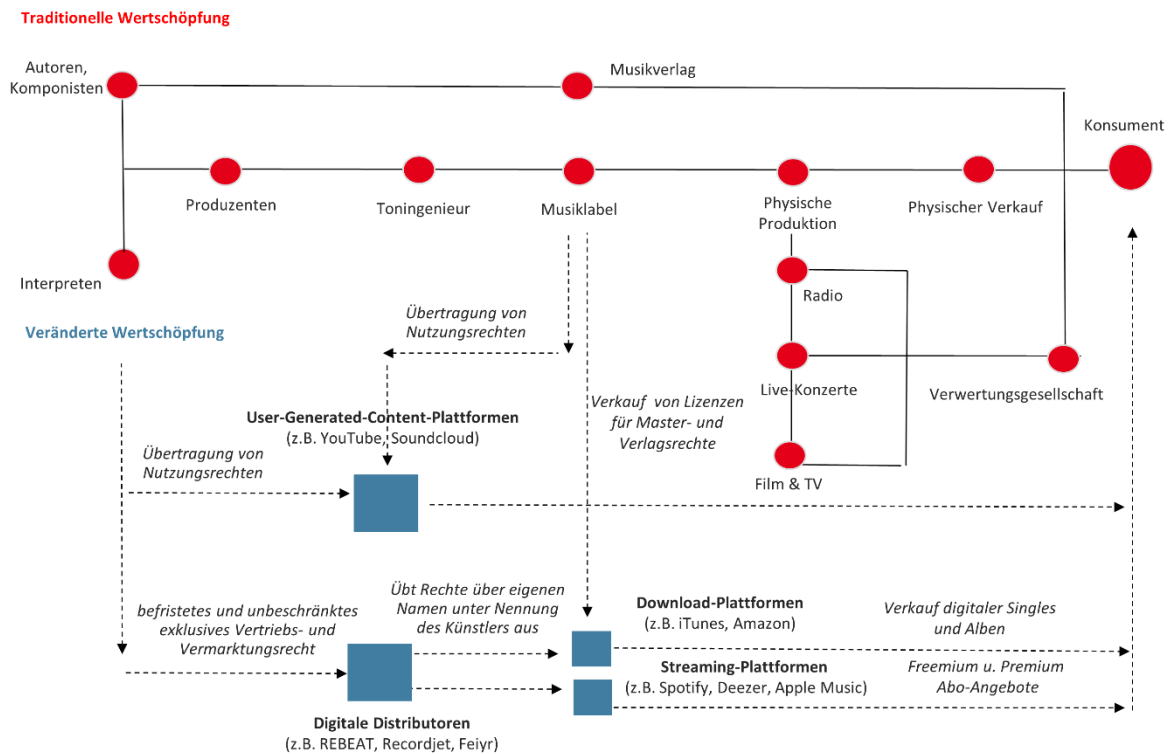 Traditionelle Wertschöpfung
Autoren,
Komponisten
Musikverlag
Konsument
Produzenten
Toningenieur
Musiklabel
Physische
Produktion
Physischer Verkauf
Interpreten
Radio
Veränderte Wertschöpfung
Übertragung von
Nutzungsrechten
Live-Konzerte
Verwertungsgesellschaft
User-Generated-Content-Plattformen
(z.B. YouTube, Soundcloud)
Verkauf von Lizenzen
für Master- und
Verlagsrechte
Übertragung von
Nutzungsrechten
Film & TV
befristetes und unbeschränktes
exklusives Vertriebs- und
Vermarktungsrecht
Übt Rechte über eigenen
Namen unter Nennung
des Künstlers aus
Download-Plattformen
(z.B. iTunes, Amazon)
Verkauf digitaler Singles
und Alben
Streaming-Plattformen
(z.B. Spotify, Deezer, Apple Music)
Freemium u. Premium
Abo-Angebote
Digitale Distributoren
(z.B. REBEAT, Recordjet, Feiyr)